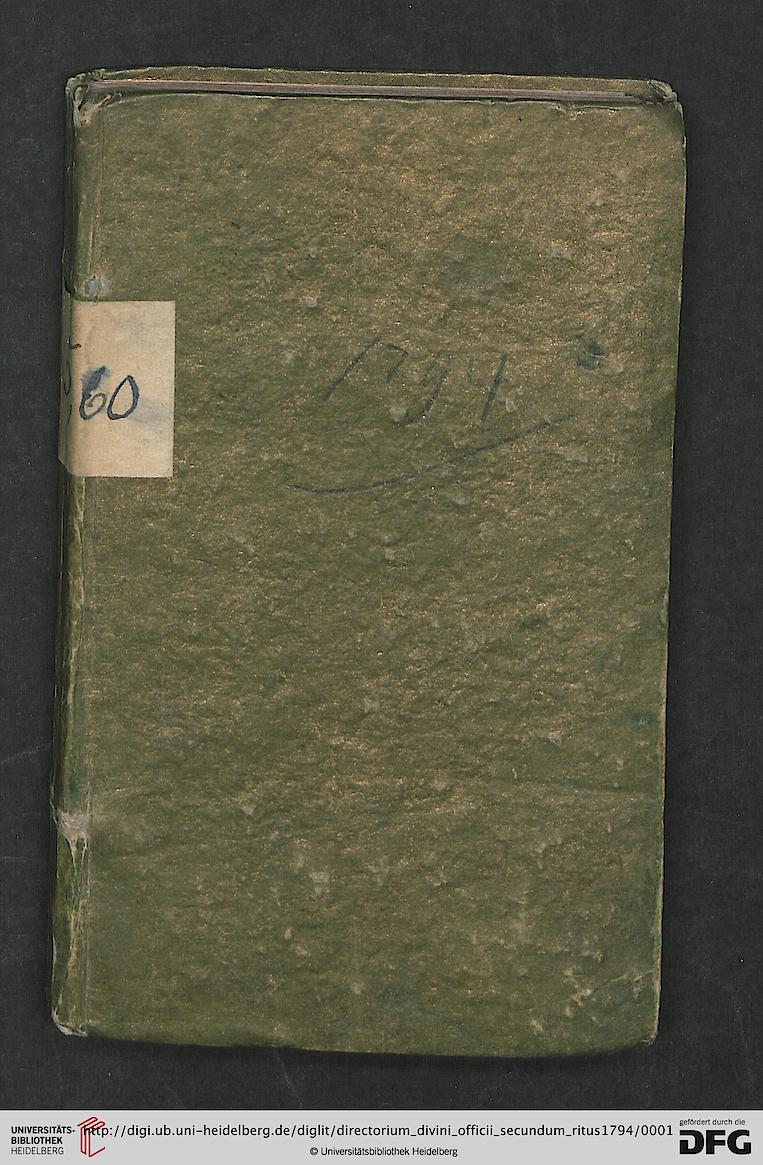 1794
60
UNIVERSITÄTS-
BIBLIOTHEK
HEIDELBERG
http://digi.ub.uni-heidelberg.de/diglit/directorium_divini_officii_secundum_ritus1794/0001
© Universitätsbibliothek Heidelberg
gefördert durch die
DFG